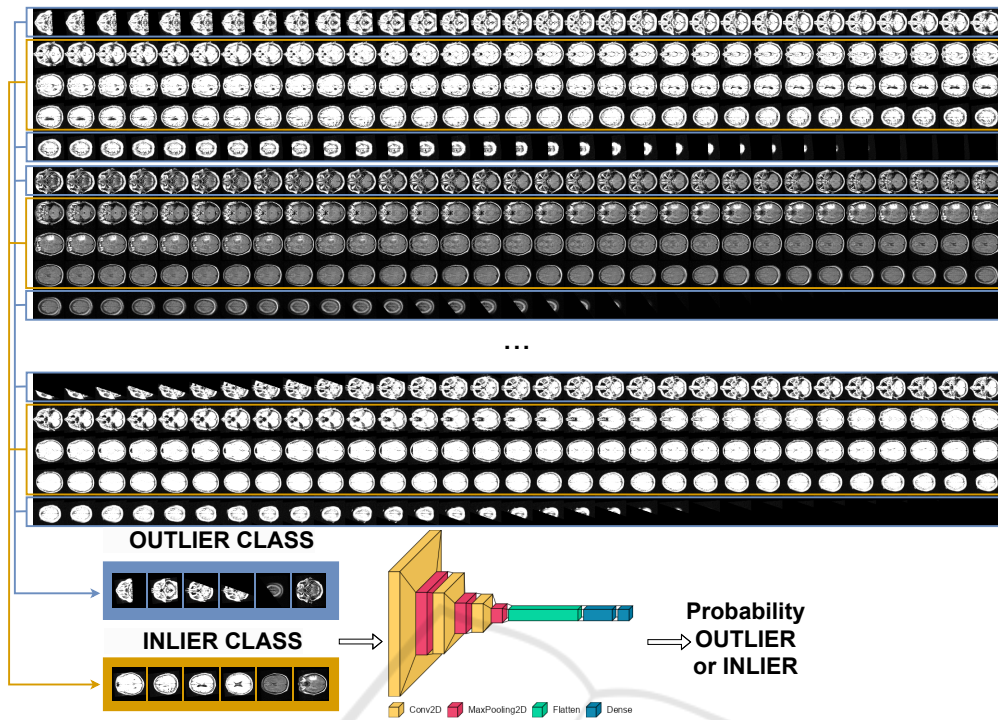 ...
OUTLIER CLASS
INLIER CLASS
Probability
OUTLIER
or INLIER
Conv2D MaxPooling2D Flatten Dense